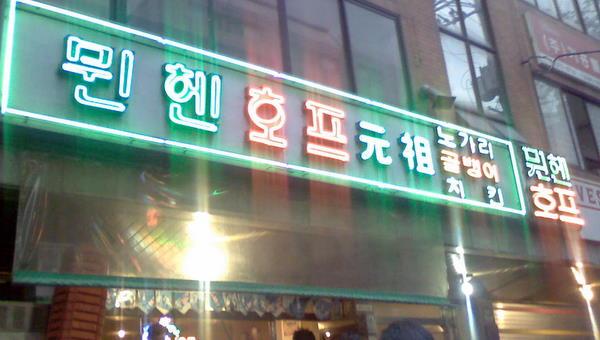 뮌헨호프元祖
노가리
골뱅이
치킨
뮌헨
호프